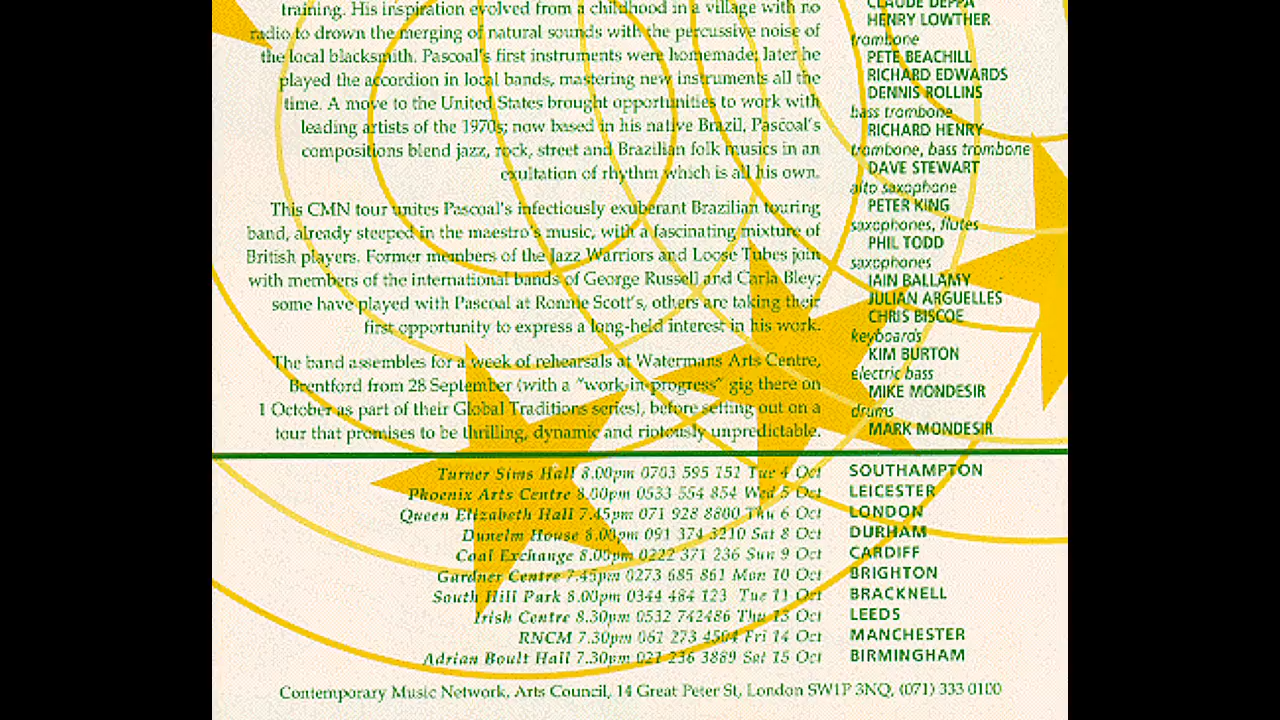 training. His inspiration evolved from a childhood in a village with no
radio to drown the merging of natural sounds with the percussive noise of
the local blacksmith. Pascoal's first instruments were homemade; later he
played the accordion in local bands, mastering new instruments all the
time. A move to the United States brought opportunities to work with
leading artists of the 1970s; now based in his native Brazil, Pascoal's
compositions blend jazz, rock, street and Brazilian folk musics in an
exultation of rhythm which is all his own.
This CMN tour unites Pascoal's infectiously exuberant Brazilian touring
band, already steeped in the maestro's music, with a fascinating mixture of
British players. Former members of the Jazz Warriors and Loose Tubes join
with members of the international bands of George Russell and Carla Bley;
some have played with Pascoal at Ronnie Scott's, others are taking their
first opportunity to express a long-held interest in his work.
The band assembles for a week of rehearsals at Watermans Arts Centre,
Brentford from 28 September (with a "work-in-progress" gig there on
1 October as part of their Global Traditions series), before setting out on a
tour that promises to be thrilling, dynamic and riotously unpredictable.
CLAUDE DEPPA
HENRY LOWTHER
trombone
PETE BEACHILL
RICHARD EDWARDS
DENNIS ROLLINS
bass trombone
RICHARD HENRY
trombone, bass trombone
DAVE STEWART
alto saxophone
PETER KING
saxophones, flutes
PHIL TODD
saxophones
IAIN BALLAMY
JULIAN ARGUELLES
CHRIS BISCOE
keyboards
KIM BURTON
electric bass
MIKE MONDESIR
drums
MARK MONDESIR
Turner Sims Hall 8.00pm 0703 595 151 Tue 4 Oct SOUTHAMPTON
Phoenix Arts Centre 8.00pm 0533 554 854 Wed 5 Oct LEICESTER
Queen Elizabeth Hall 7.45pm 071 928 8800 Thu 6 Oct LONDON
Dunelm House 8.00pm 091 374 3210 Sat 8 Oct DURHAM
Coal Exchange 8.00pm 0222 371 236 Sun 9 Oct CARDIFF
Gardner Centre 7.45pm 0273 685 861 Mon 10 Oct BRIGHTON
South Hill Park 8.00pm 0344 484 123 Tue 11 Oct BRACKNELL
Irish Centre 8.30pm 0532 742486 Thu 13 Oct LEEDS
RNCM 7.30pm 061 273 4504 Fri 14 Oct MANCHESTER
Adrian Boult Hall 7.30pm 021 236 3889 Sat 15 Oct BIRMINGHAM
Contemporary Music Network, Arts Council, 14 Great Peter St, London SW1P 3NQ, (071) 333 0100